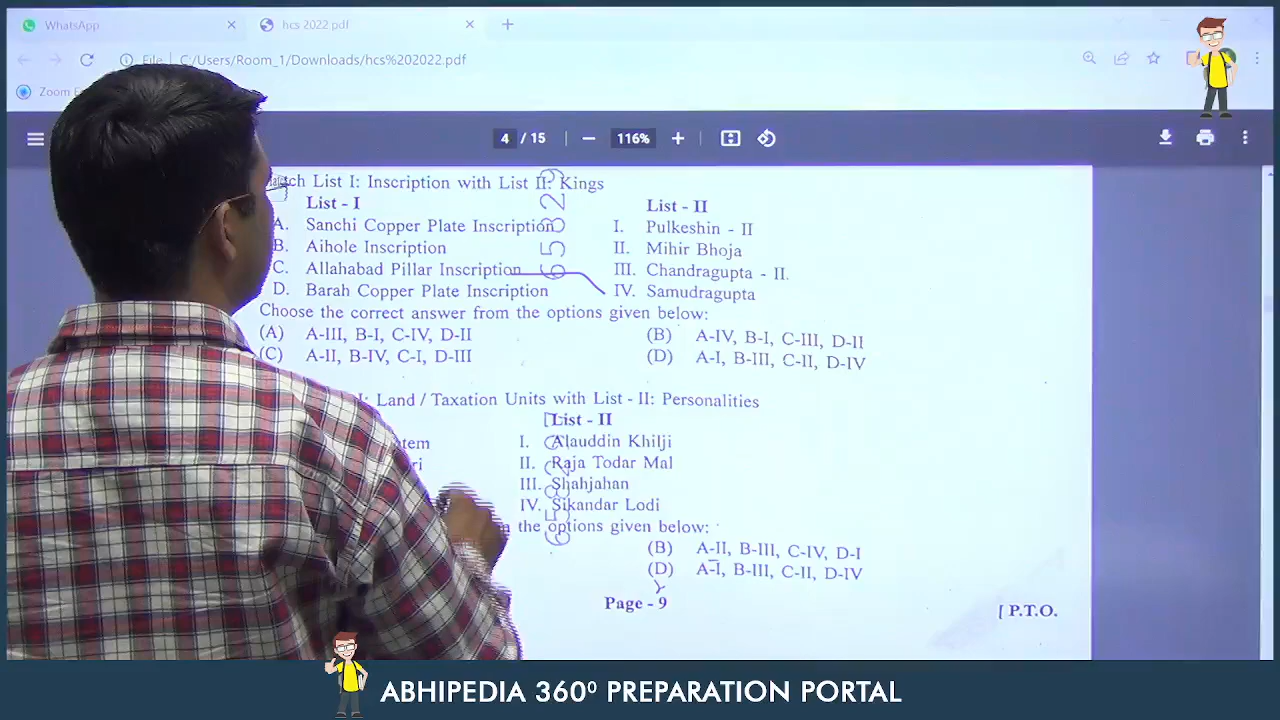 WhatsApp
hcs 2022 pdf
File C:/Users/Room_1/Downloads/hcs%202022.pdf
Zoom
4 / 15 116%
Match List I: Inscription with List II: Kings
List - I List - II
A. Sanchi Copper Plate Inscription I. Pulkeshin - II
B. Aihole Inscription II. Mihir Bhoja
C. Allahabad Pillar Inscription III. Chandragupta - II.
D. Barah Copper Plate Inscription IV. Samudragupta
Choose the correct answer from the options given below:
(A) A-III, B-I, C-IV, D-II (B) A-IV, B-I, C-III, D-II
(C) A-II, B-IV, C-I, D-III (D) A-I, B-III, C-II, D-IV
I: Land / Taxation Units with List - II: Personalities
List - II
I. Alauddin Khilji
II. Raja Todar Mal
III. Shahjahan
IV. Sikandar Lodi
the options given below:
(B) A-II, B-III, C-IV, D-I
(D) A-I, B-III, C-II, D-IV
Page - 9
[ P.T.O.
ABHIPEDIA 360⁰ PREPARATION PORTAL